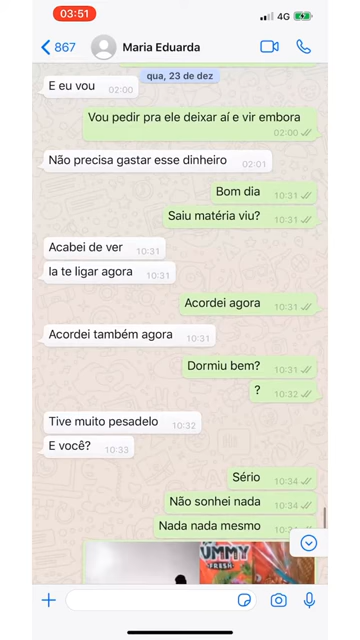 03:51
4G
867
Maria Eduarda
qua, 23 de dez
E eu vou 02:00
Vou pedir pra ele deixar aí e vir embora
02:00
Não precisa gastar esse dinheiro 02:01
Bom dia 10:31
Saiu matéria viu? 10:31
Acabei de ver 10:31
Ia te ligar agora 10:31
Acordei agora 10:31
Acordei também agora 10:31
Dormiu bem? 10:31
? 10:32
Tive muito pesadelo 10:32
E você? 10:33
Sério 10:34
Não sonhei nada 10:34
Nada nada mesmo
UMMY
FRESH